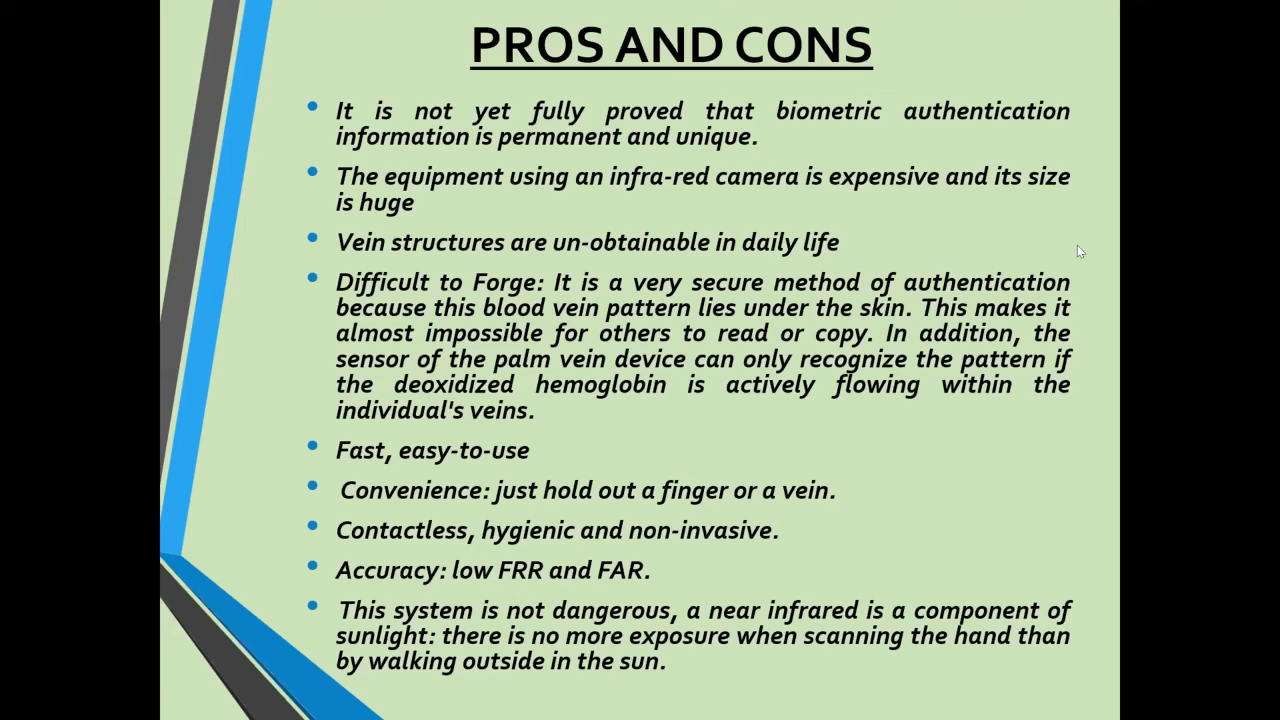 PROS AND CONS
• It is not yet fully proved that biometric authentication
information is permanent and unique.
• The equipment using an infra-red camera is expensive and its size
is huge
• Vein structures are un-obtainable in daily life
• Difficult to Forge: It is a very secure method of authentication
because this blood vein pattern lies under the skin. This makes it
almost impossible for others to read or copy. In addition, the
sensor of the palm vein device can only recognize the pattern if
the deoxidized hemoglobin is actively flowing within the
individual's veins.
• Fast, easy-to-use
• Convenience: just hold out a finger or a vein.
• Contactless, hygienic and non-invasive.
• Accuracy: low FRR and FAR.
• This system is not dangerous, a near infrared is a component of
sunlight: there is no more exposure when scanning the hand than
by walking outside in the sun.